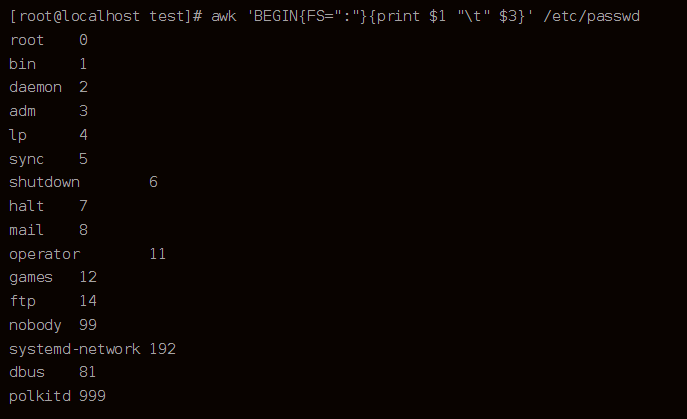 [root@localhost test]# awk 'BEGIN{FS=":"}{print $1 "\t" $3}' /etc/passwd
root	0
bin	1
daemon	2
adm	3
lp	4
sync	5
shutdown	6
halt	7
mail	8
operator	11
games	12
ftp	14
nobody	99
systemd-network	192
dbus	81
polkitd	999